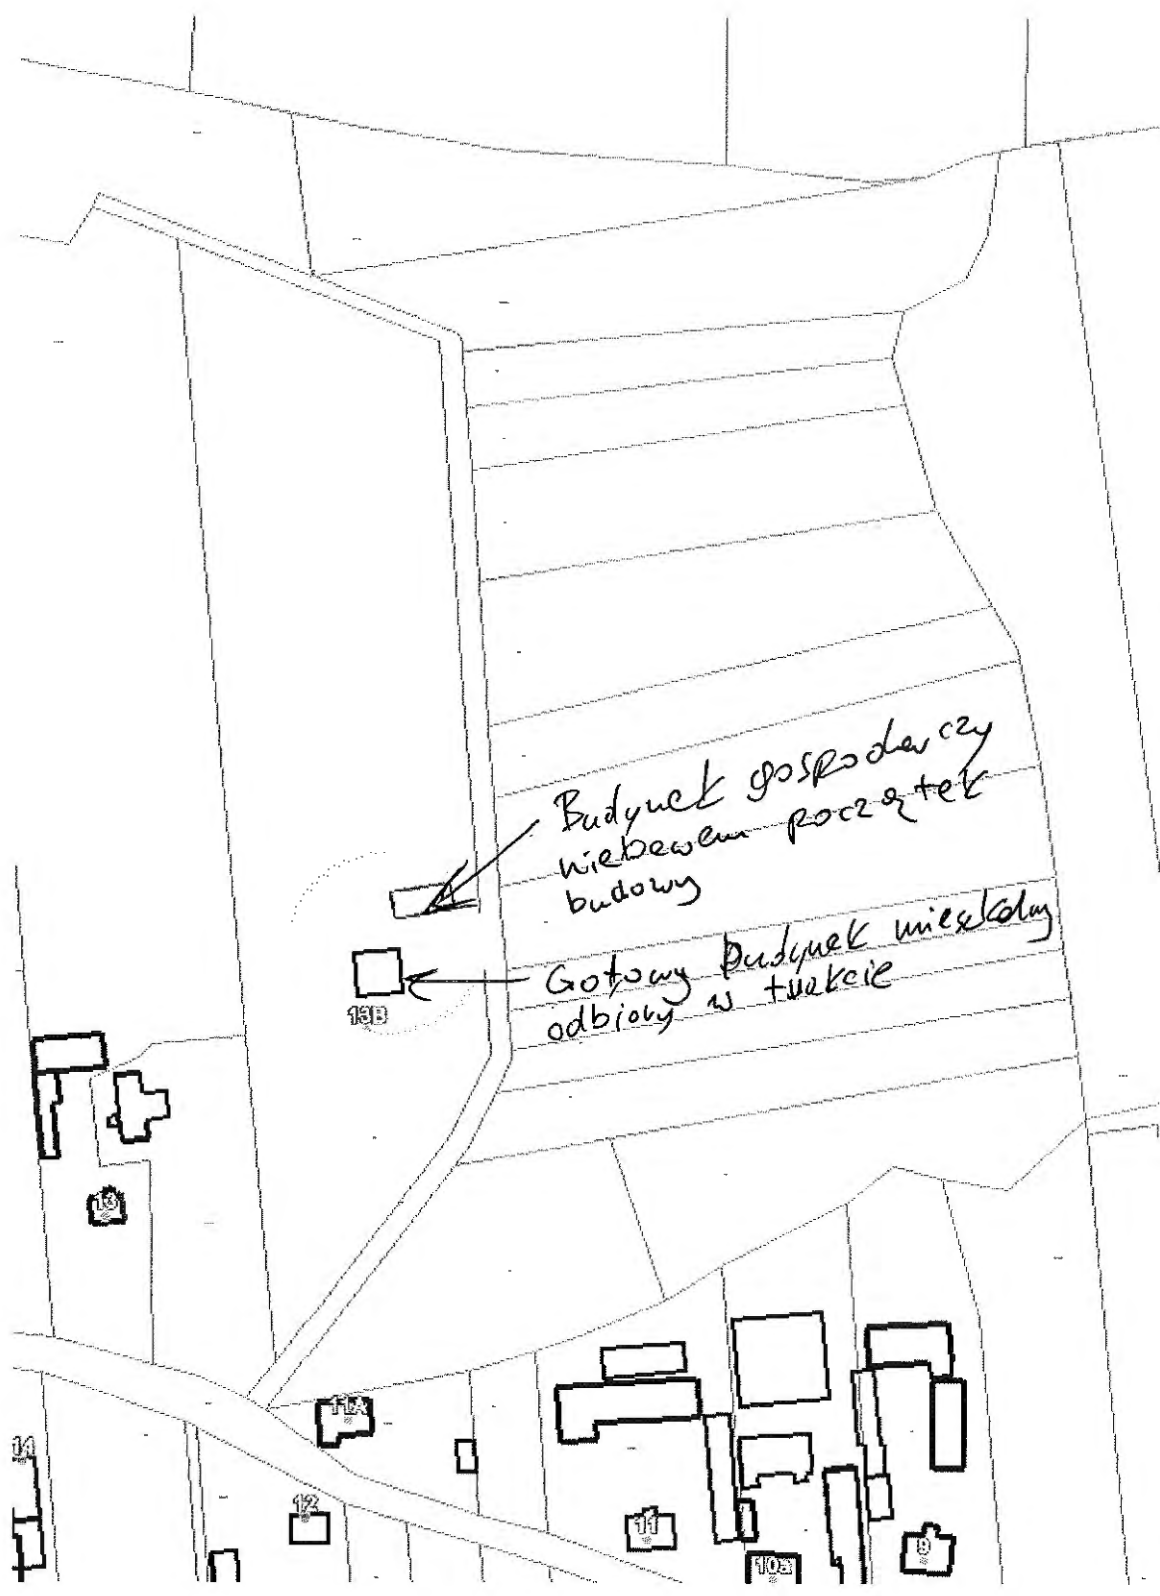 Budynek gospodarczy
niebawem początek
budowy
Gotowy budynek mieszkalny
odbiory w trakcie
13B
13
11A
14
12
11
10a
9